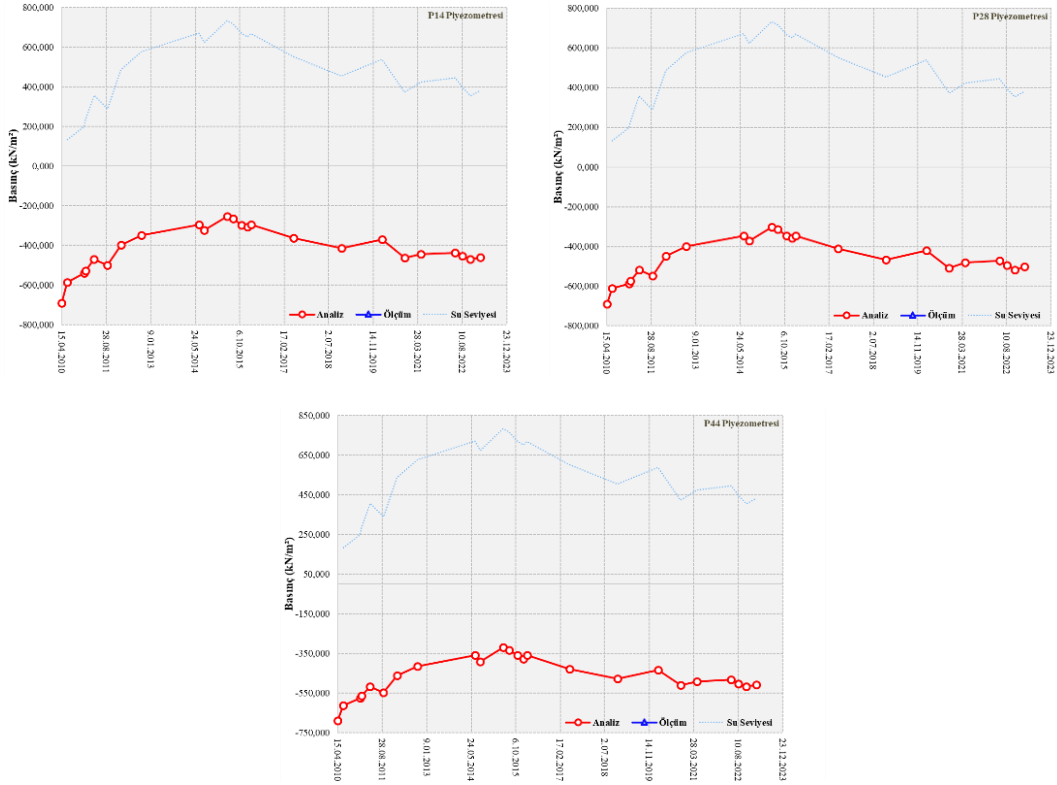 P14 Piyezometresi
Basınç (kN/m²)
800,000
600,000
400,000
200,000
0,000
-200,000
-400,000
-600,000
-800,000
Analiz Ölçüm Su Seviyesi
15.04.2010 28.08.2011 9.01.2013 24.05.2014 6.10.2015 17.02.2017 2.07.2018 14.11.2019 28.03.2021 10.08.2022 23.12.2023
P28 Piyezometresi
Basınç (kN/m²)
800,000
600,000
400,000
200,000
0,000
-200,000
-400,000
-600,000
-800,000
Analiz Ölçüm Su Seviyesi
15.04.2010 28.08.2011 9.01.2013 24.05.2014 6.10.2015 17.02.2017 2.07.2018 14.11.2019 28.03.2021 10.08.2022 23.12.2023
P44 Piyezometresi
Basınç (kN/m²)
850,000
650,000
450,000
250,000
50,000
-150,000
-350,000
-550,000
-750,000
Analiz Ölçüm Su Seviyesi
15.04.2010 28.08.2011 9.01.2013 24.05.2014 6.10.2015 17.02.2017 2.07.2018 14.11.2019 28.03.2021 10.08.2022 23.12.2023